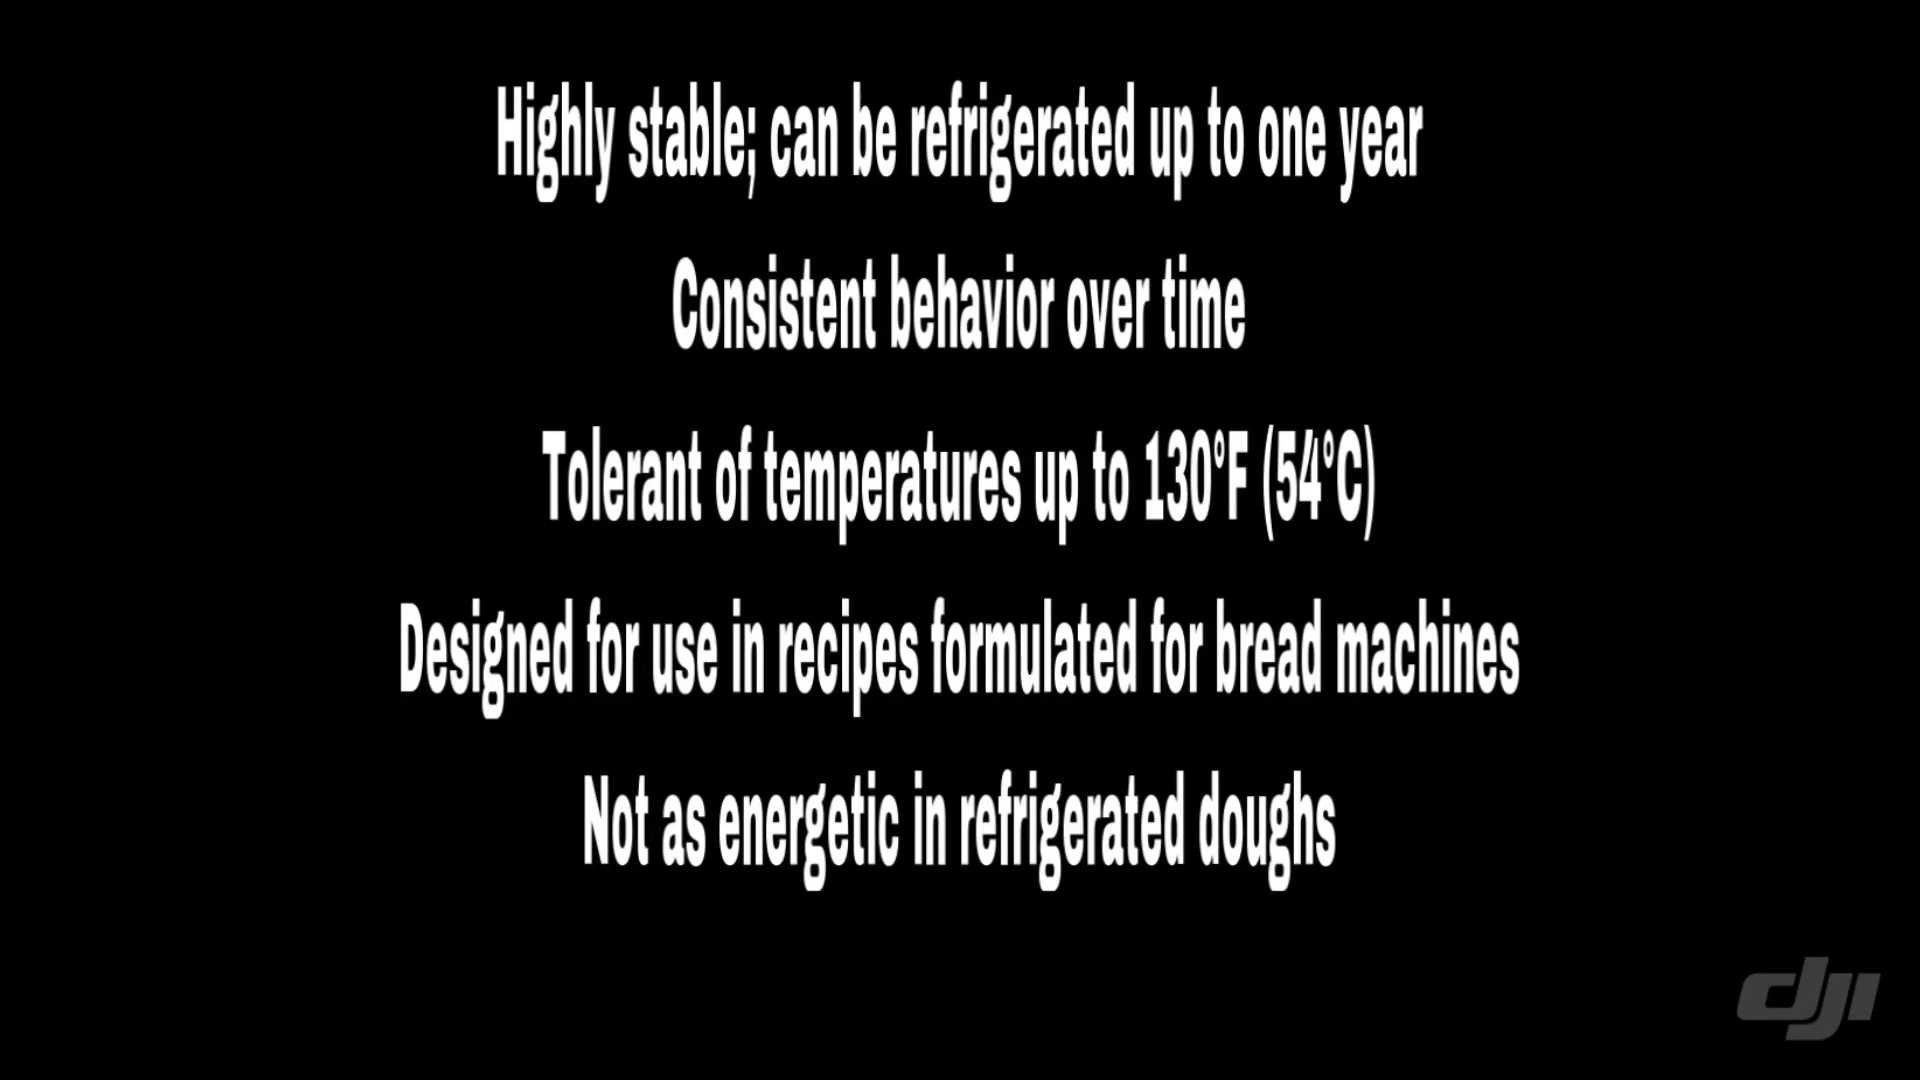 Highly stable; can be refrigerated up to one year
Consistent behavior over time
Tolerant of temperatures up to 130°F (54°C)
Designed for use in recipes formulated for bread machines
Not as energetic in refrigerated doughs
dji